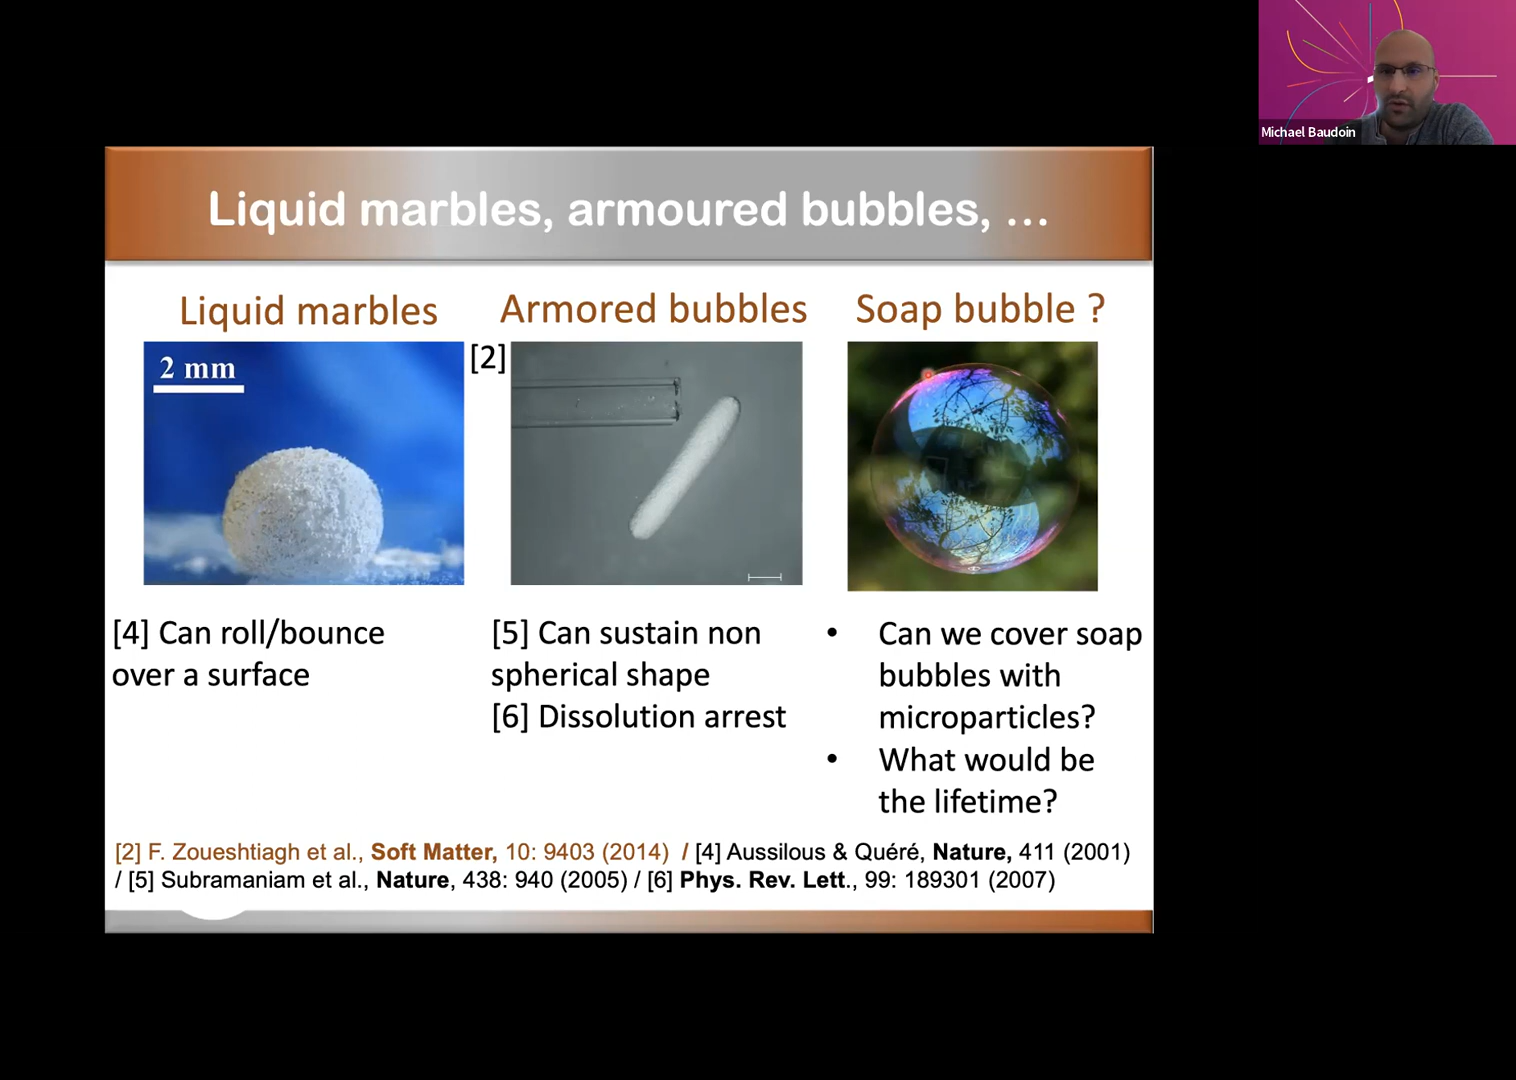 Michael Baudoin
Liquid marbles, armoured bubbles, ...
Liquid marbles
2 mm
[4] Can roll/bounce
over a surface
Armored bubbles
[2]
[5] Can sustain non
spherical shape
[6] Dissolution arrest
Soap bubble ?
• Can we cover soap
bubbles with
microparticles?
• What would be
the lifetime?
[2] F. Zoueshtiagh et al., Soft Matter, 10: 9403 (2014) / [4] Aussilous & Quéré, Nature, 411 (2001)
/ [5] Subramaniam et al., Nature, 438: 940 (2005) / [6] Phys. Rev. Lett., 99: 189301 (2007)